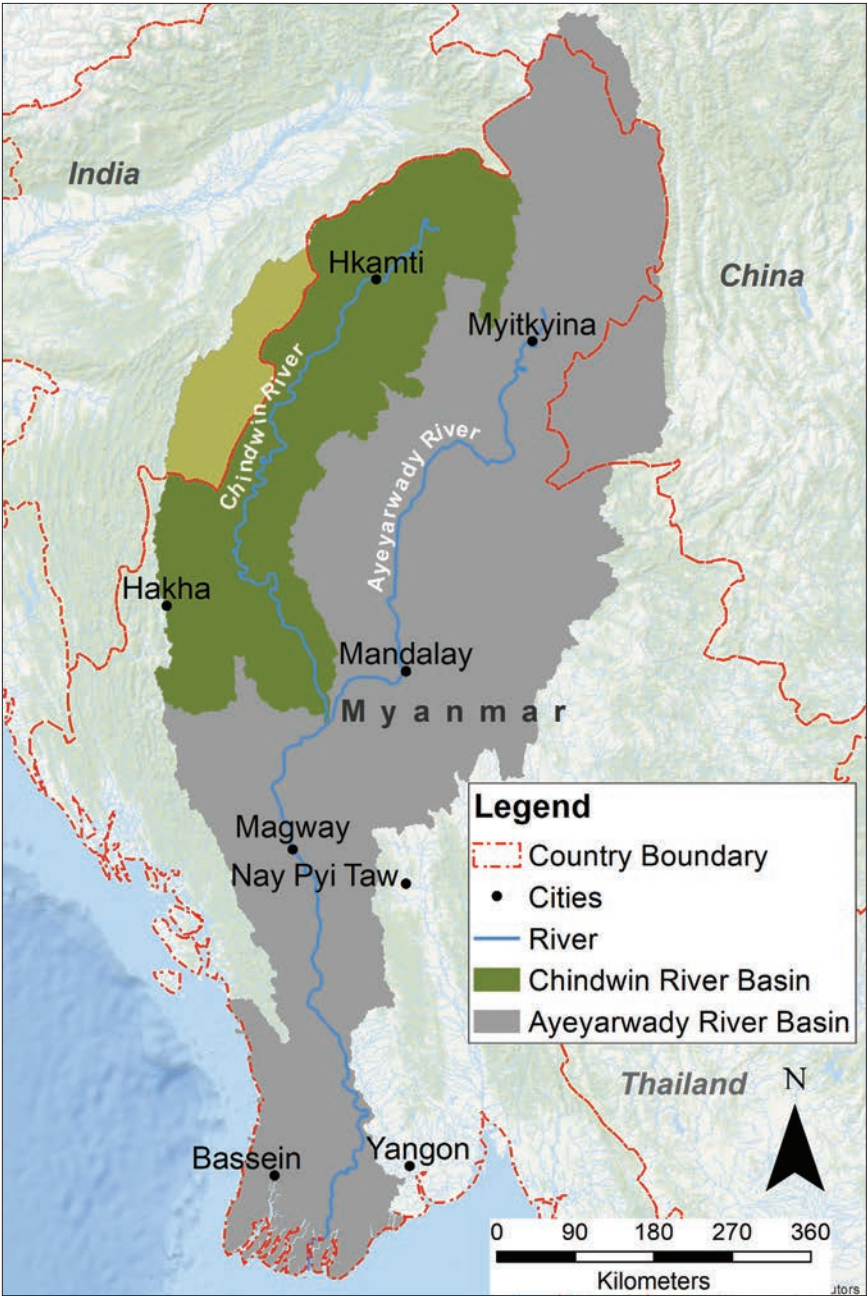 India
China
Hkamti
Myitkyina
Chindwin River
Ayeyarwady River
Hakha
Mandalay
Myanmar
Magway
Nay Pyi Taw
Legend
Country Boundary
Cities
River
Chindwin River Basin
Ayeyarwady River Basin
Thailand
N
Bassein
Yangon
0 90 180 270 360
Kilometers
utors